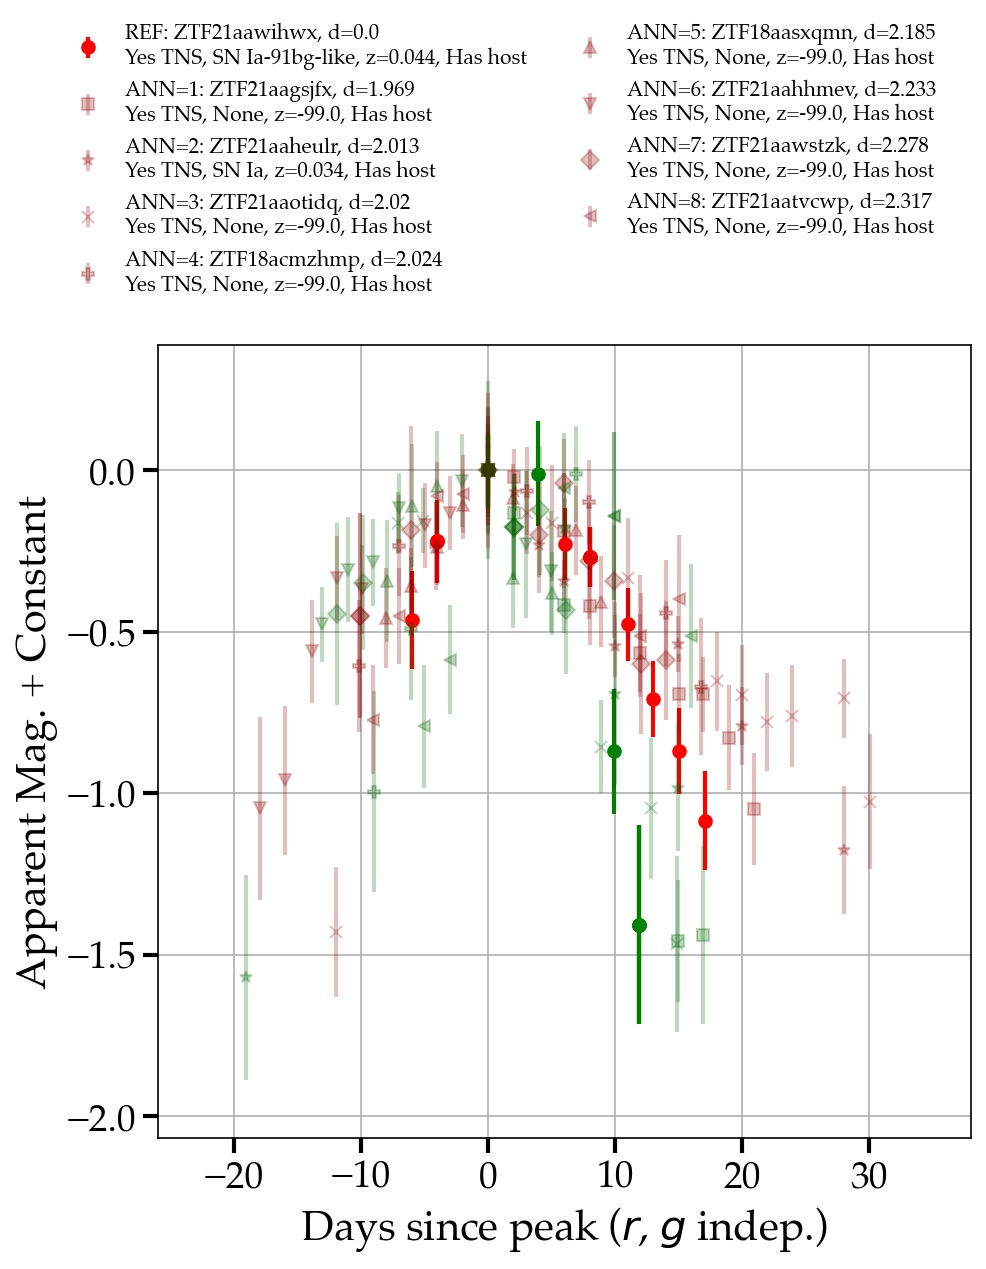 REF: ZTF21aawihwx, d=0.0
Yes TNS, SN Ia-91bg-like, z=0.044, Has host
ANN=1: ZTF21aagsjfx, d=1.969
Yes TNS, None, z=-99.0, Has host
ANN=2: ZTF21aaheulr, d=2.013
Yes TNS, SN Ia, z=0.034, Has host
ANN=3: ZTF21aaotidq, d=2.02
Yes TNS, None, z=-99.0, Has host
ANN=4: ZTF18acmzhmp, d=2.024
Yes TNS, None, z=-99.0, Has host
ANN=5: ZTF18aasxqmn, d=2.185
Yes TNS, None, z=-99.0, Has host
ANN=6: ZTF21aahhmev, d=2.233
Yes TNS, None, z=-99.0, Has host
ANN=7: ZTF21aawstzk, d=2.278
Yes TNS, None, z=-99.0, Has host
ANN=8: ZTF21aatvcwp, d=2.317
Yes TNS, None, z=-99.0, Has host
Apparent Mag. + Constant
0.0
−0.5
−1.0
−1.5
−2.0
−20
−10
0
10
20
30
Days since peak (r, g indep.)